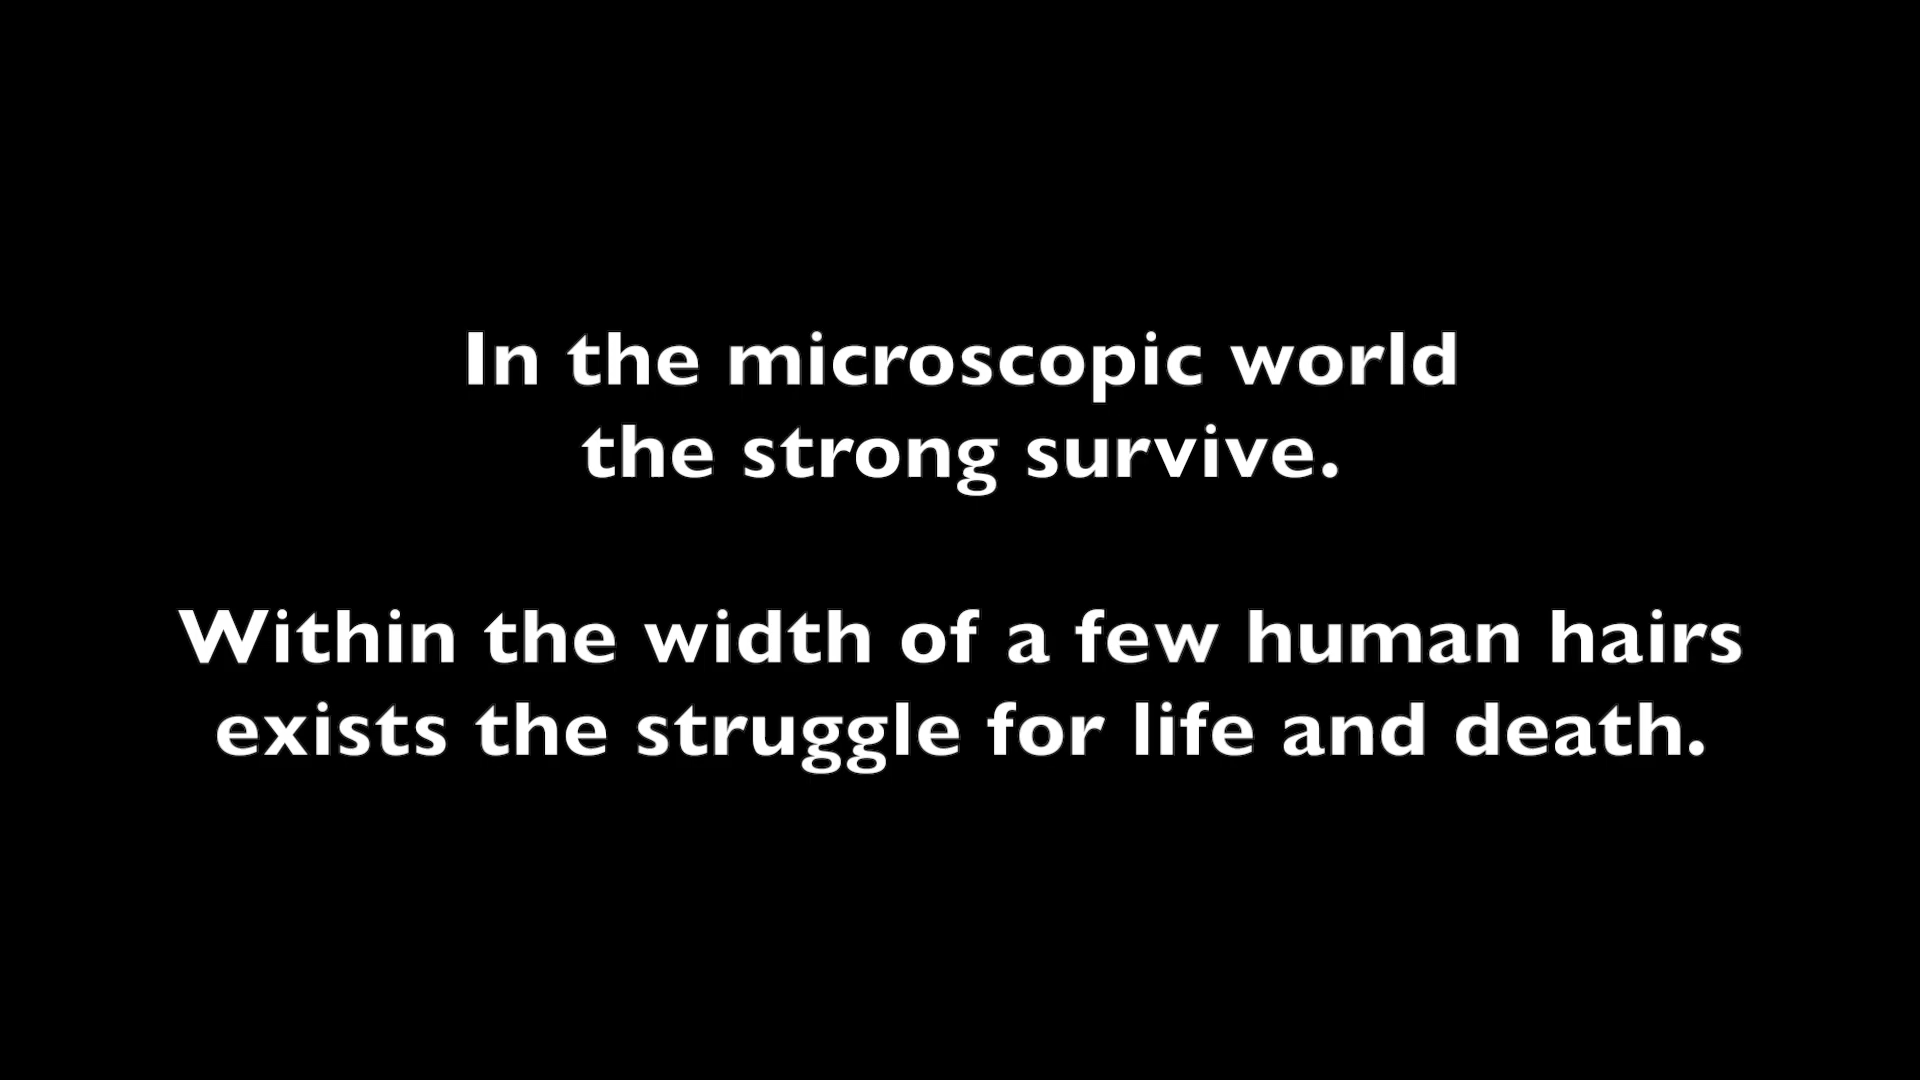 In the microscopic world
the strong survive.
Within the width of a few human hairs
exists the struggle for life and death.